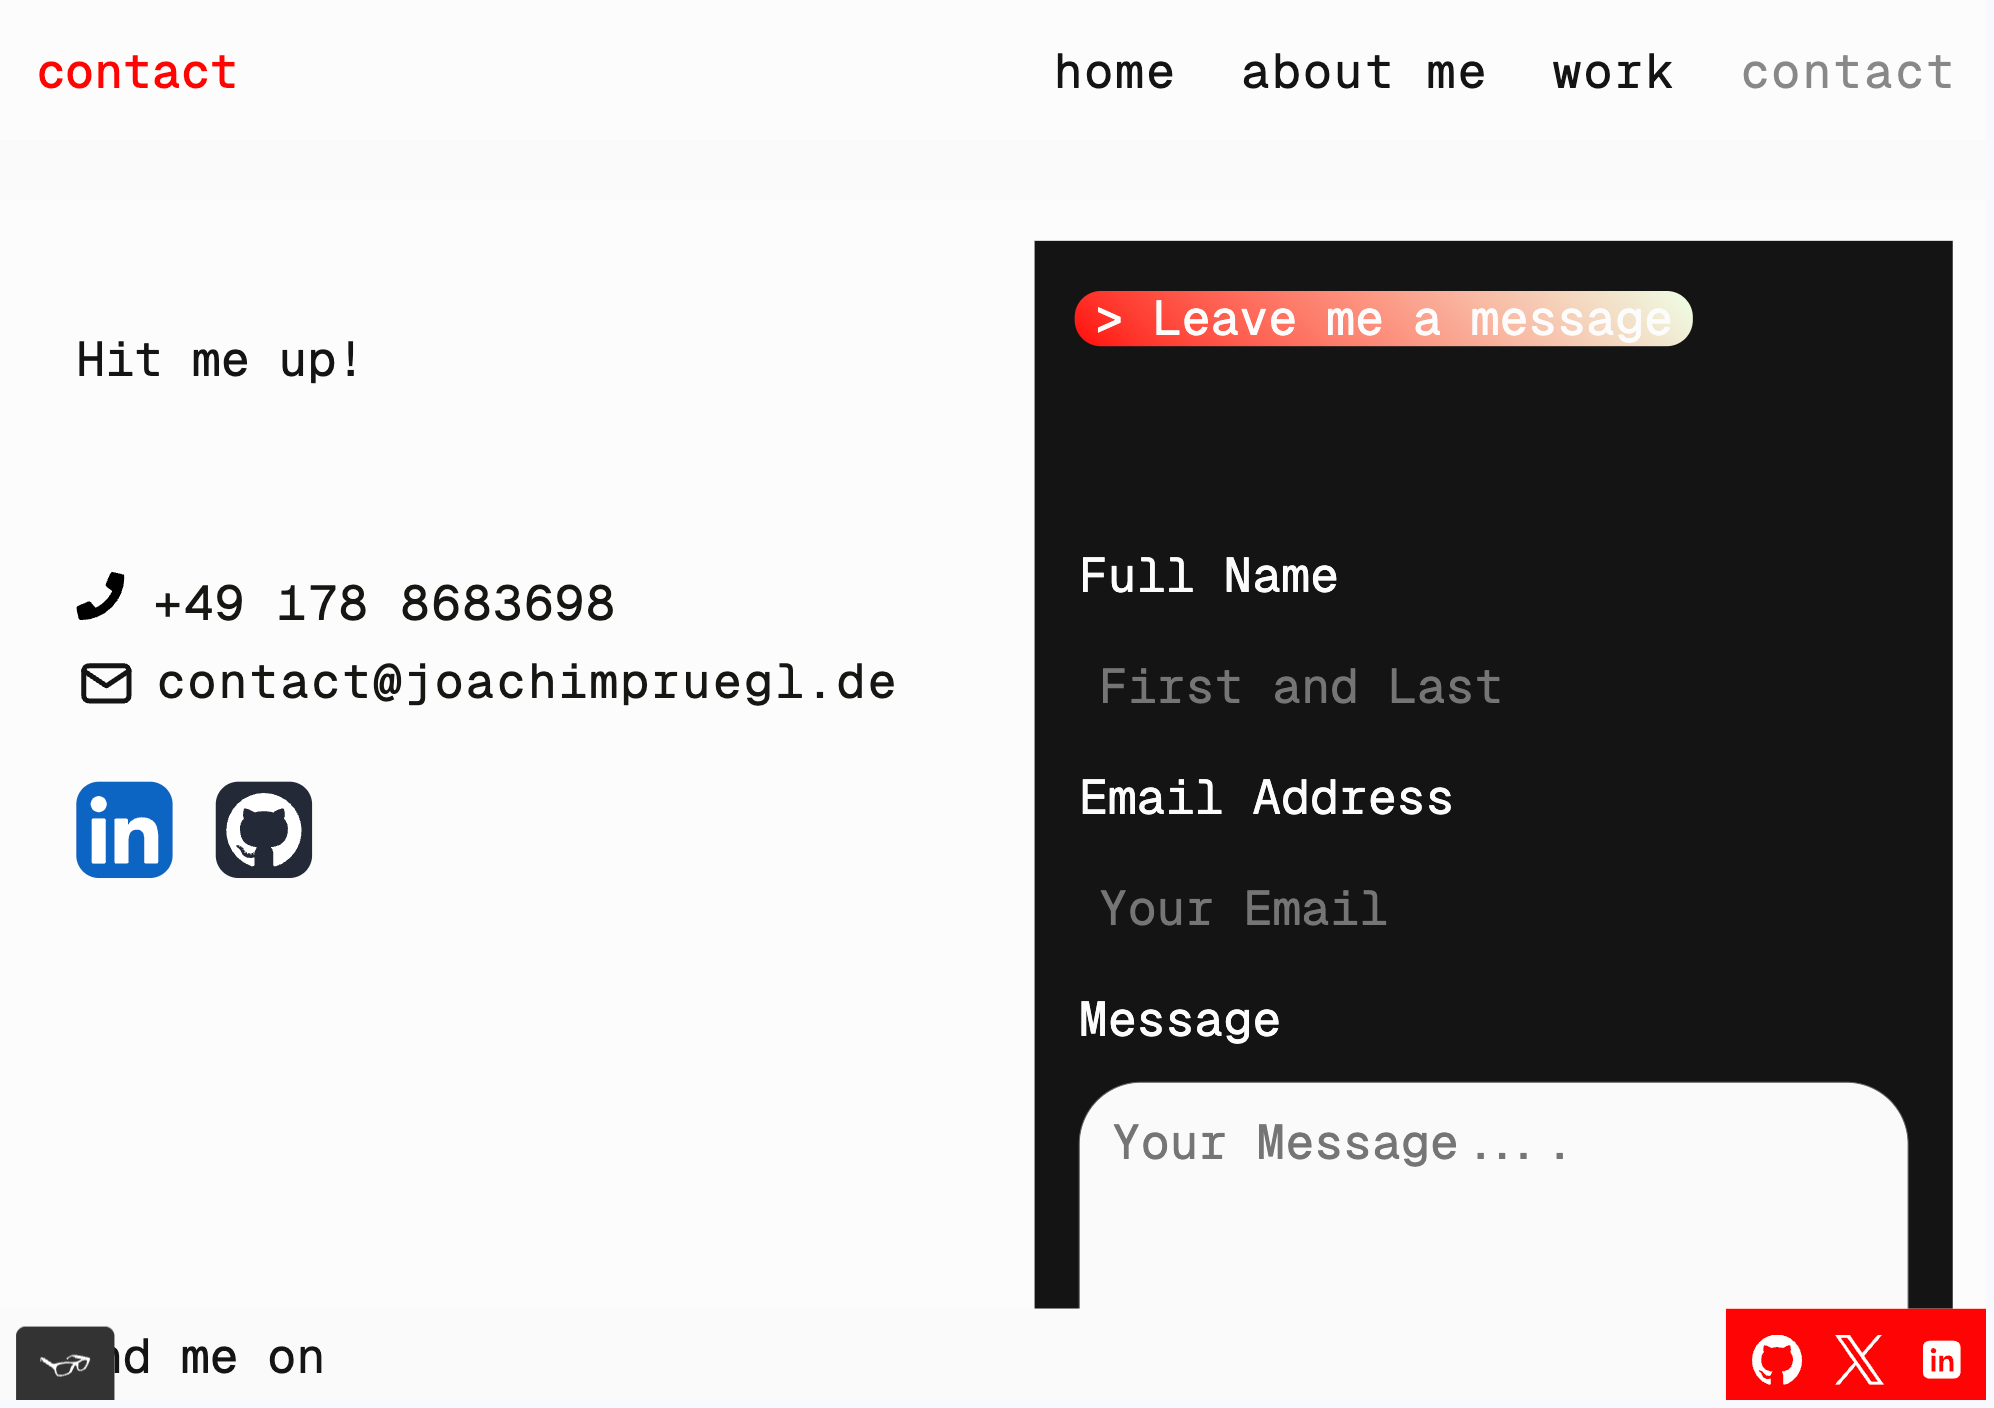 contact
home about me work contact
Hit me up!
+49 178 8683698
contact@joachimpruegl.de
> Leave me a message
Full Name
First and Last
Email Address
Your Email
Message
Your Message....
me on